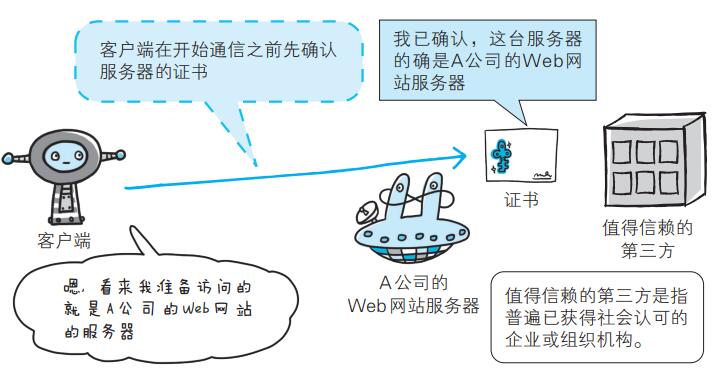 客户端在开始通信之前先确认
服务器的证书
我已确认，这台服务器
的确是A公司的Web网
站服务器
证书
值得信赖的
第三方
客户端
A公司的
Web网站服务器
嗯，看来我准备访问的
就是A公司的Web网站
的服务器
值得信赖的第三方是指
普遍已获得社会认可的
企业或组织机构。